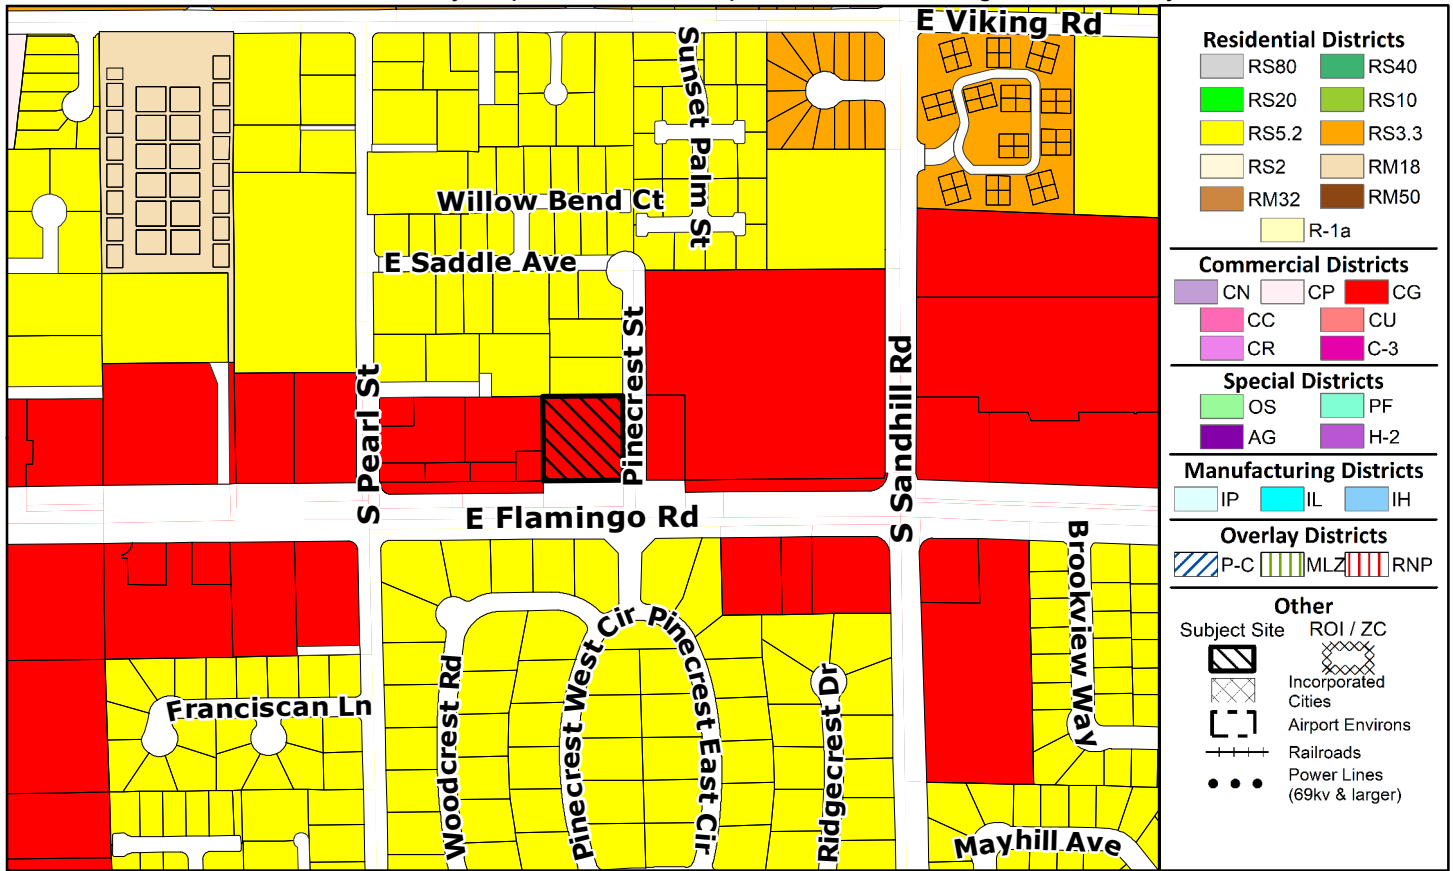 E Viking Rd
Sunset Palm St
Willow Bend Ct
E Saddle Ave
Pinecrest St
S Pearl St
S Sandhill Rd
E Flamingo Rd
Brookview Way
Franciscan Ln
Woodcrest Rd
Pinecrest West Cir
Pinecrest East Cir
Ridgecrest Dr
Mayhill Ave
Residential Districts
RS80 RS40
RS20 RS10
RS5.2 RS3.3
RS2 RM18
RM32 RM50
R-1a
Commercial Districts
CN CP CG
CC CU
CR C-3
Special Districts
OS PF
AG H-2
Manufacturing Districts
IP IL IH
Overlay Districts
P-C MLZ RNP
Other
Subject Site ROI / ZC
Incorporated
Cities
Airport Environs
Railroads
Power Lines
(69kv & larger)